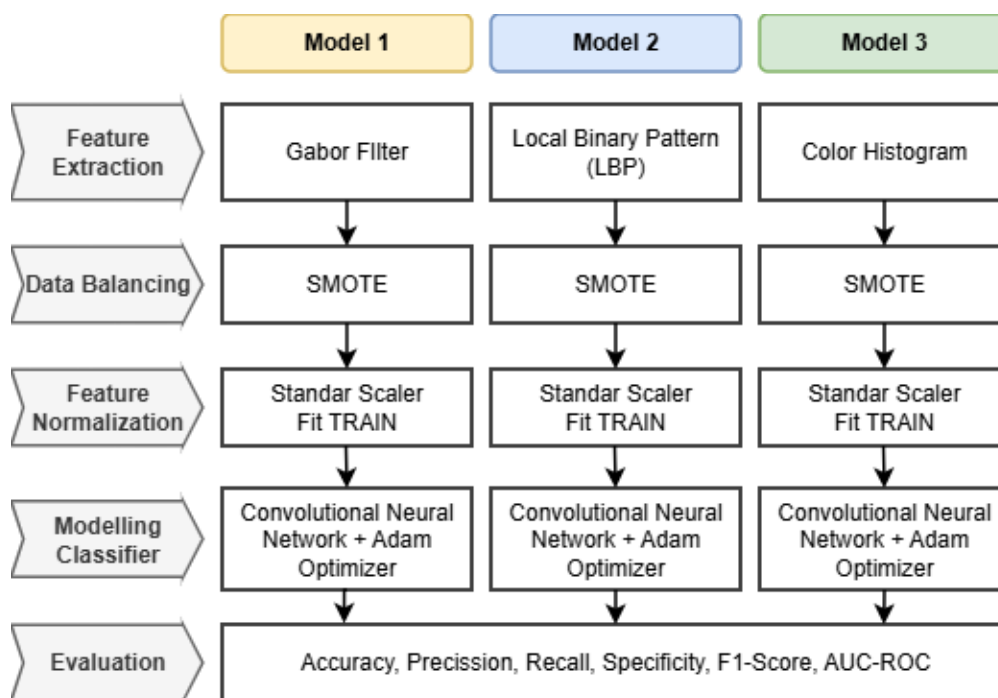 Model 1
Model 2
Model 3
Feature
Extraction
Gabor FIlter
Local Binary Pattern
(LBP)
Color Histogram
Data Balancing
SMOTE
SMOTE
SMOTE
Feature
Normalization
Standar Scaler
Fit TRAIN
Standar Scaler
Fit TRAIN
Standar Scaler
Fit TRAIN
Modelling
Classifier
Convolutional Neural
Network + Adam
Optimizer
Convolutional Neural
Network + Adam
Optimizer
Convolutional Neural
Network + Adam
Optimizer
Evaluation
Accuracy, Precission, Recall, Specificity, F1-Score, AUC-ROC